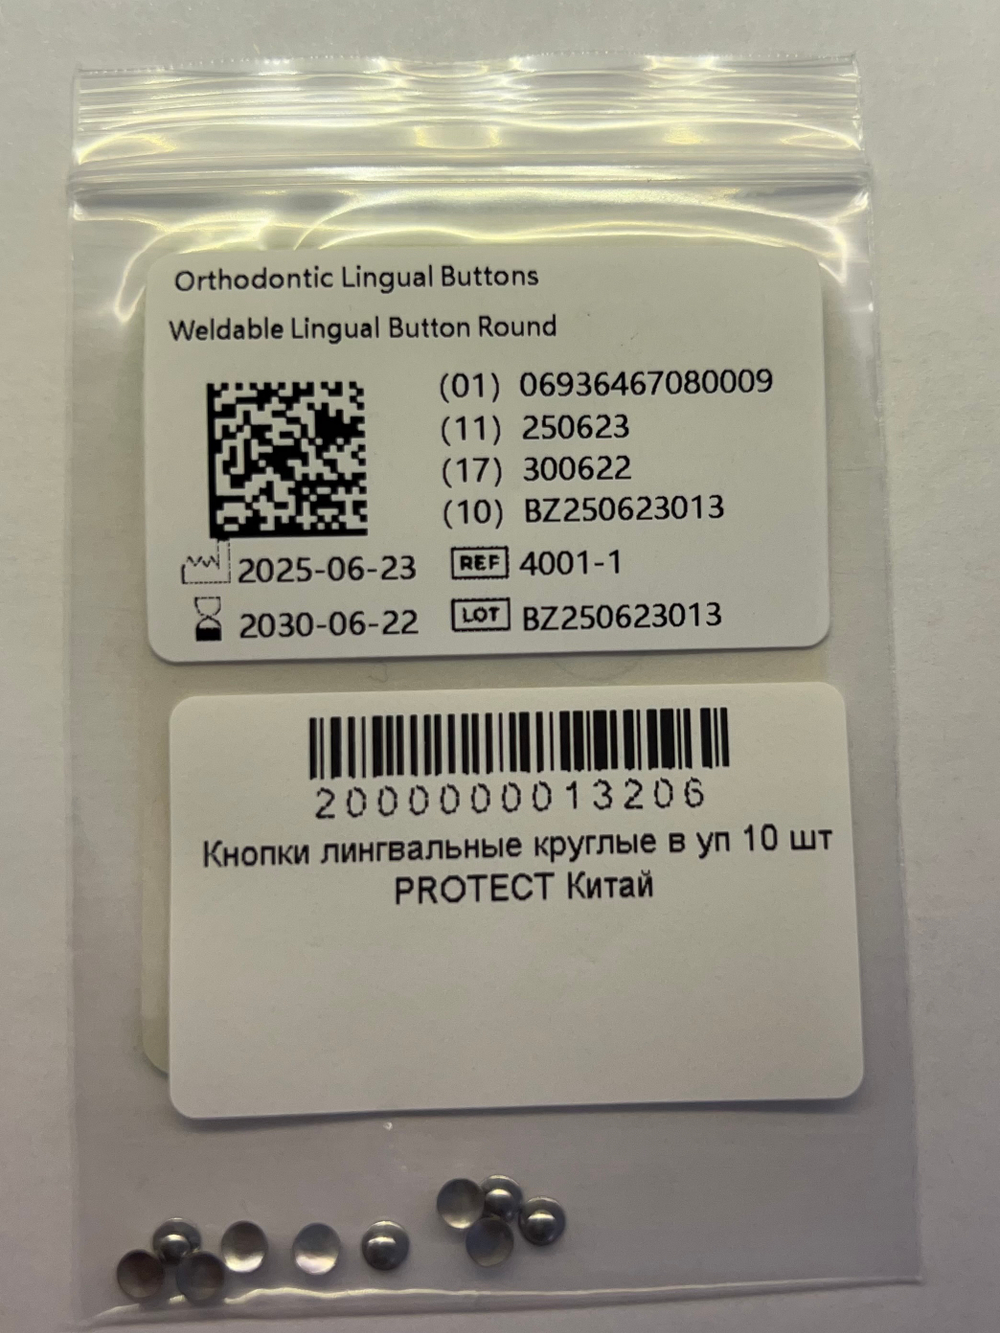 Orthodontic Lingual Buttons
Weldable Lingual Button Round
(01) 06936467080009
(11) 250623
(17) 300622
(10) BZ250623013
2025-06-23 REF 4001-1
2030-06-22 LOT BZ250623013
2000000013206
Кнопки лингвальные круглые в уп 10 шт
PROTECT Китай